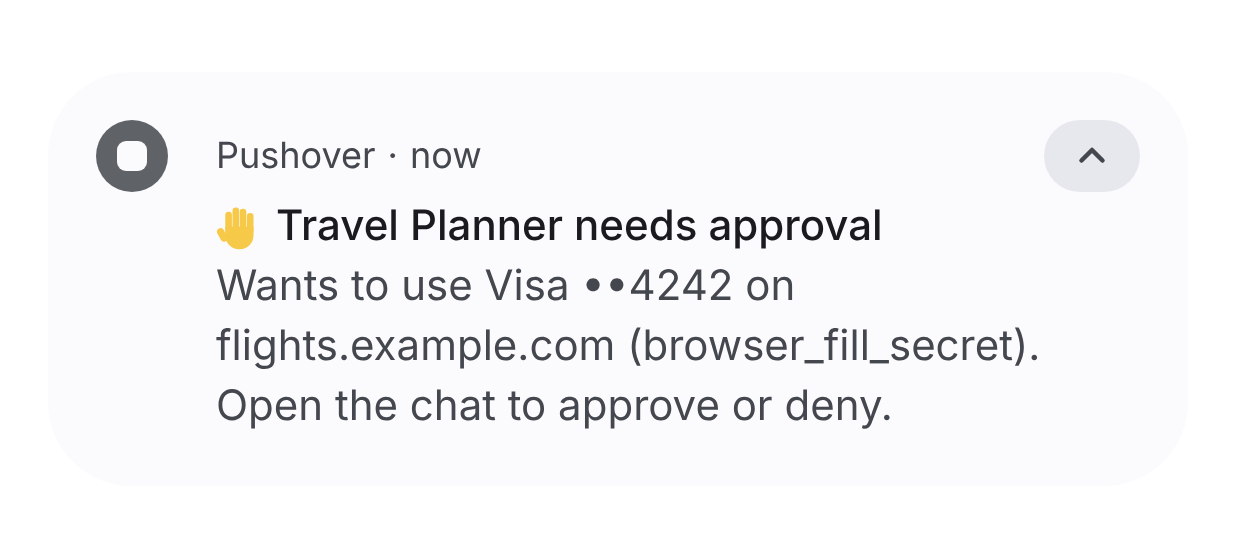 Pushover · now
🤚 Travel Planner needs approval
Wants to use Visa ••4242 on
flights.example.com (browser_fill_secret).
Open the chat to approve or deny.